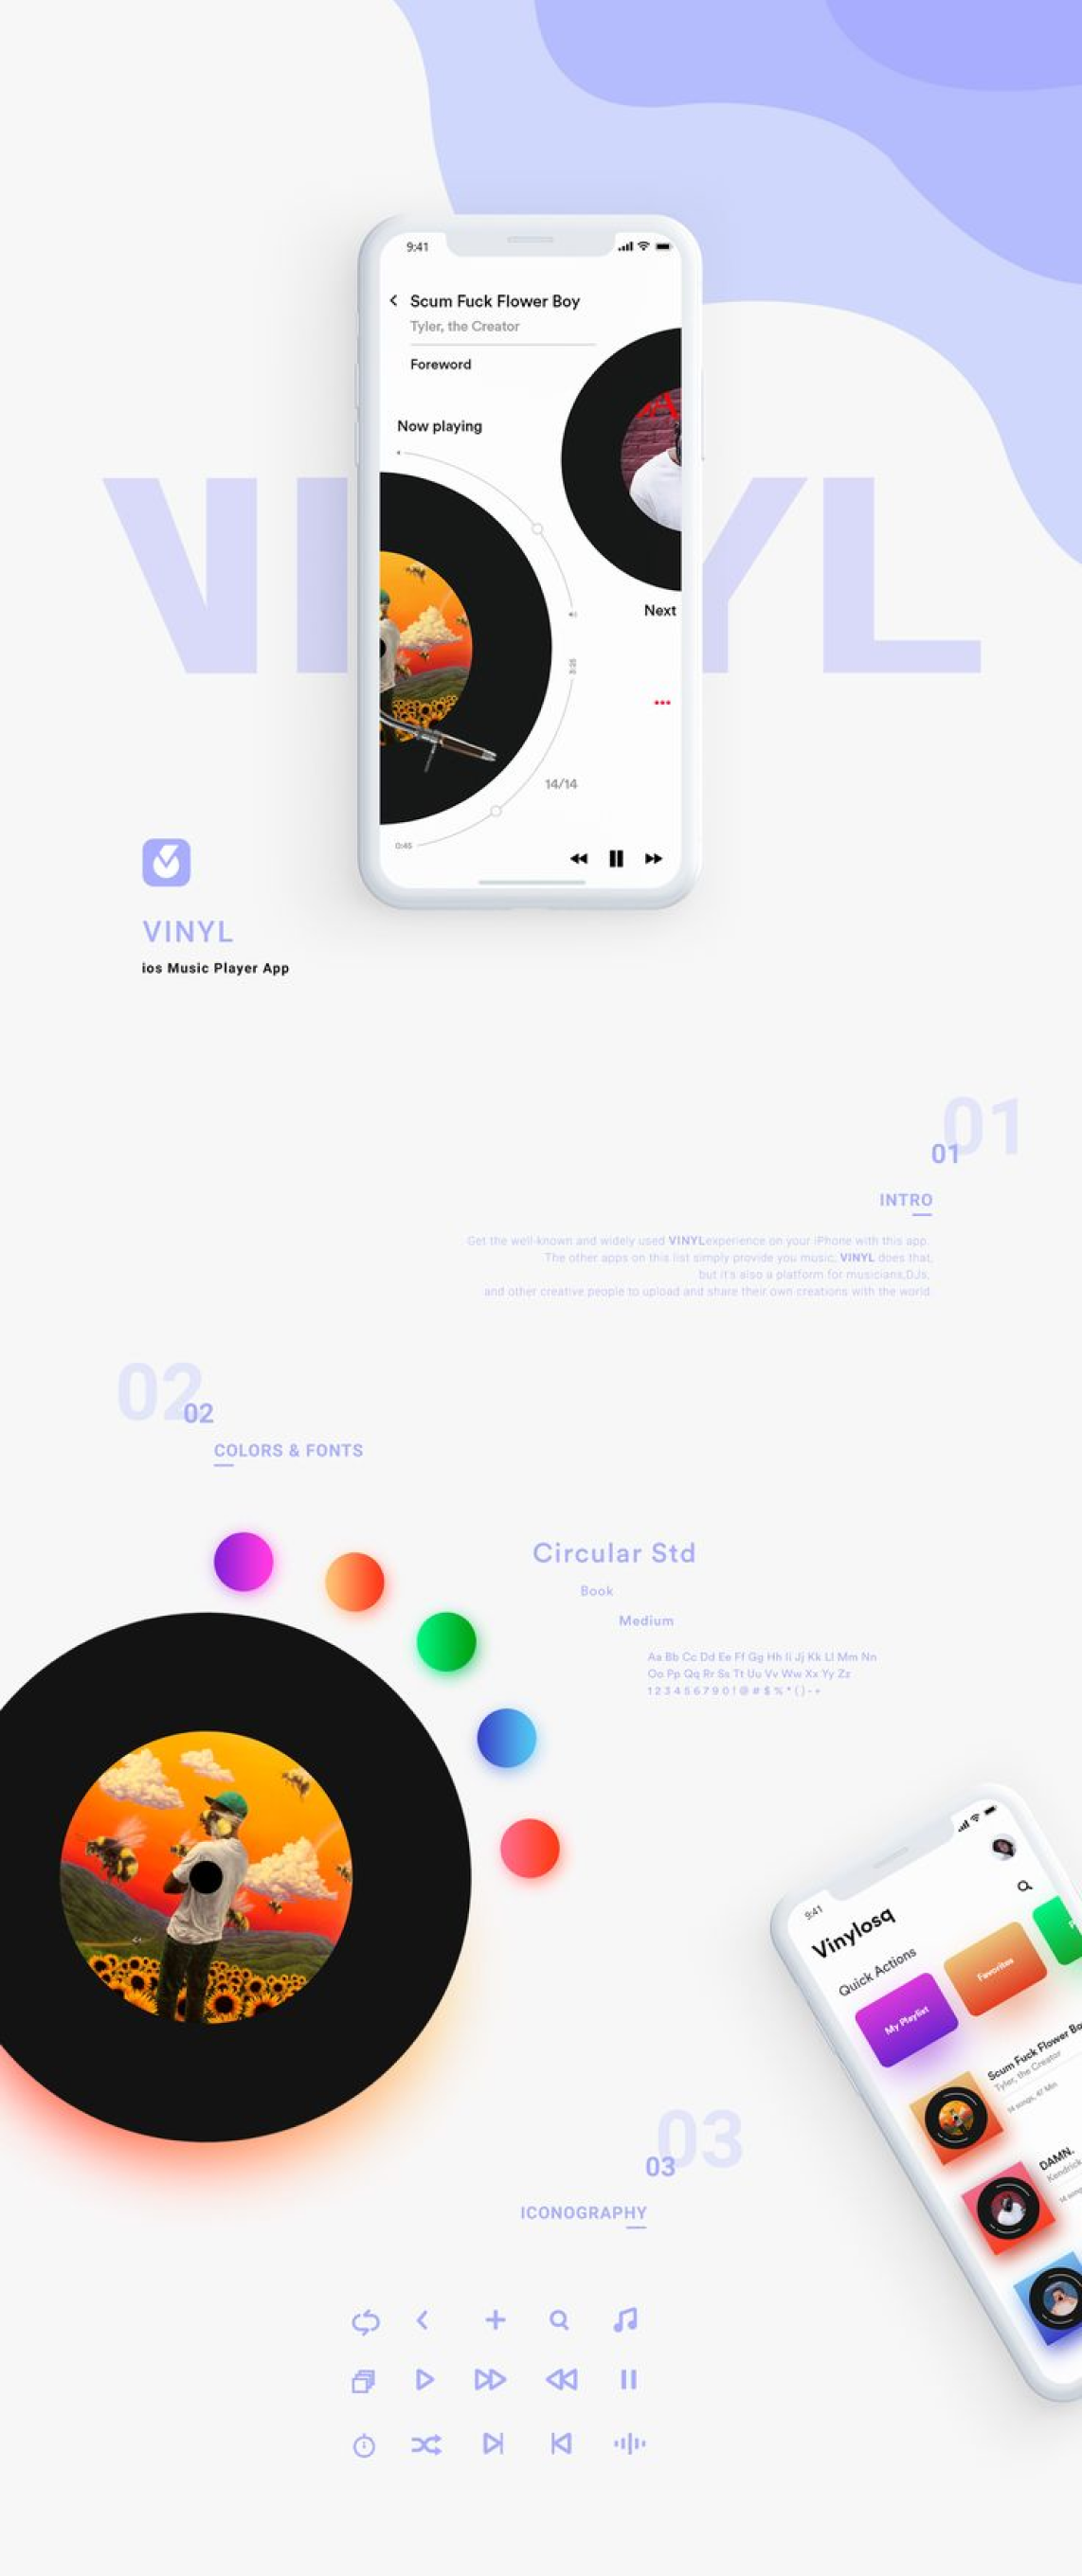 9:41
Scum Fuck Flower Boy
Tyler, the Creator
Foreword
Now playing
VINYL
Next
3:25
14/14
0:45
VINYL
ios Music Player App
01
01
INTRO
Get the well-known and widely used VINYLexperience on your iPhone with this app.
The other apps on this list simply provide you music, VINYL does that,
but it's also a platform for musicians,DJs,
and other creative people to upload and share their own creations with the world.
02
02
COLORS & FONTS
Circular Std
Book
Medium
Aa Bb Cc Dd Ee Ff Gg Hh Ii Jj Kk Ll Mm Nn
Oo Pp Qq Rr Ss Tt Uu Vv Ww Xx Yy Zz
1 2 3 4 5 6 7 9 0 ! @ # $ % * ( ) - +
9:41
Vinylosq
Quick Actions
My Playlist
Favorites
Scum Fuck Flower Bo
Tyler, the Creator
14 songs, 47 Min
DAMN.
Kendrick
14 song
03
03
ICONOGRAPHY